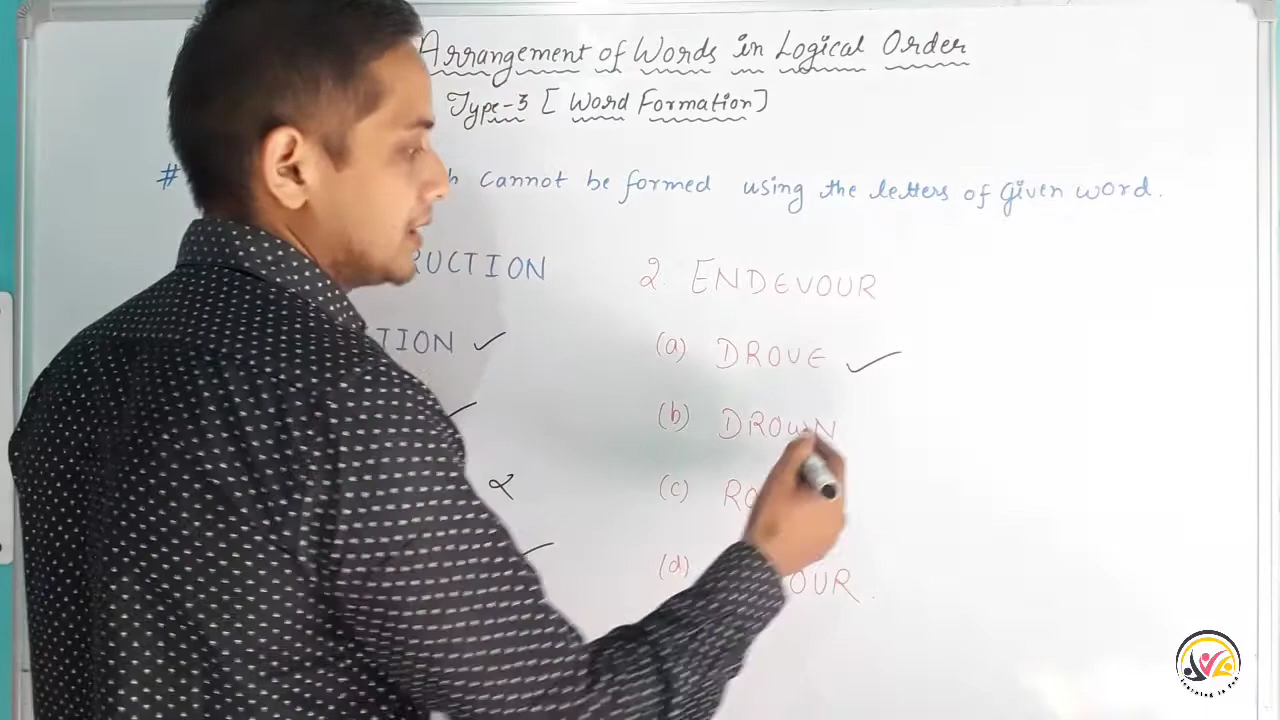 Arrangement of Words in Logical Order
Type-3 [Word Formation]
# cannot be formed using the letters of given word.
RUCTION
2. ENDEVOUR
TION ✓
(a) DROVE ✓
(b) DROWN
(c) RO
(d) OUR.